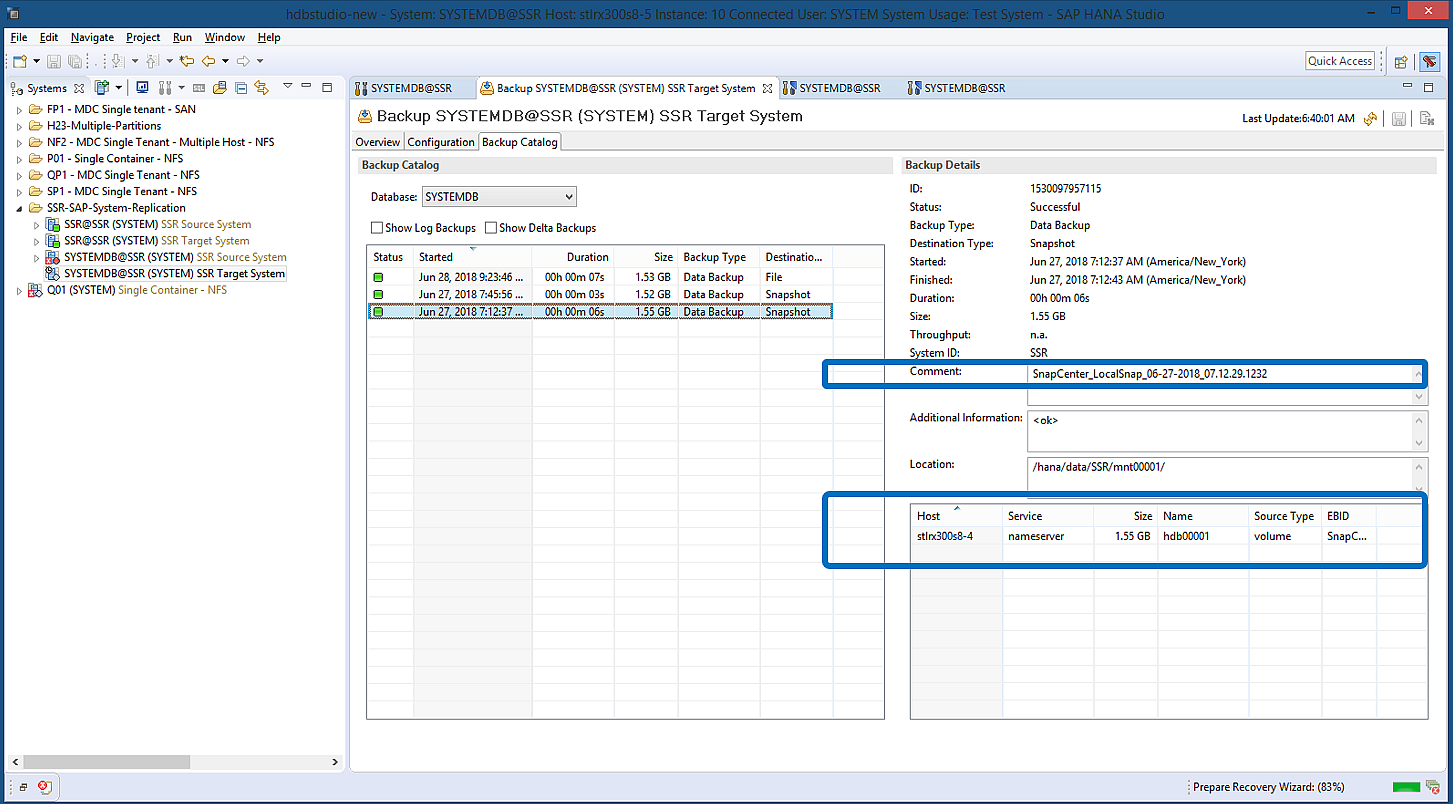 hdbstudio-new - System: SYSTEMDB@SSR Host: stlrx300s8-5 Instance: 10 Connected User: SYSTEM System Usage: Test System - SAP HANA Studio
File Edit Navigate Project Run Window Help
Quick Access
Systems
FP1 - MDC Single tenant - SAN
H23-Multiple-Partitions
NF2 - MDC Single Tenant - Multiple Host - NFS
P01 - Single Container - NFS
QP1 - MDC Single Tenant - NFS
SP1 - MDC Single Tenant - NFS
SSR-SAP-System-Replication
SSR@SSR (SYSTEM) SSR Source System
SSR@SSR (SYSTEM) SSR Target System
SYSTEMDB@SSR (SYSTEM) SSR Source System
SYSTEMDB@SSR (SYSTEM) SSR Target System
Q01 (SYSTEM) Single Container - NFS
SYSTEMDB@SSR Backup SYSTEMDB@SSR (SYSTEM) SSR Target System SYSTEMDB@SSR SYSTEMDB@SSR
Backup SYSTEMDB@SSR (SYSTEM) SSR Target System
Last Update:6:40:01 AM
Overview Configuration Backup Catalog
Backup Catalog
Database: SYSTEMDB
Show Log Backups Show Delta Backups
Status Started Duration Size Backup Type Destinatio...
Jun 28, 2018 9:23:46 ... 00h 00m 07s 1.53 GB Data Backup File
Jun 27, 2018 7:45:56 ... 00h 00m 03s 1.52 GB Data Backup Snapshot
Jun 27, 2018 7:12:37 ... 00h 00m 06s 1.55 GB Data Backup Snapshot
Backup Details
ID: 1530097957115
Status: Successful
Backup Type: Data Backup
Destination Type: Snapshot
Started: Jun 27, 2018 7:12:37 AM (America/New_York)
Finished: Jun 27, 2018 7:12:43 AM (America/New_York)
Duration: 00h 00m 06s
Size: 1.55 GB
Throughput: n.a.
System ID: SSR
Comment: SnapCenter_LocalSnap_06-27-2018_07.12.29.1232
Additional Information: <ok>
Location: /hana/data/SSR/mnt00001/
Host Service Size Name Source Type EBID
stlrx300s8-4 nameserver 1.55 GB hdb00001 volume SnapC...
Prepare Recovery Wizard: (83%)